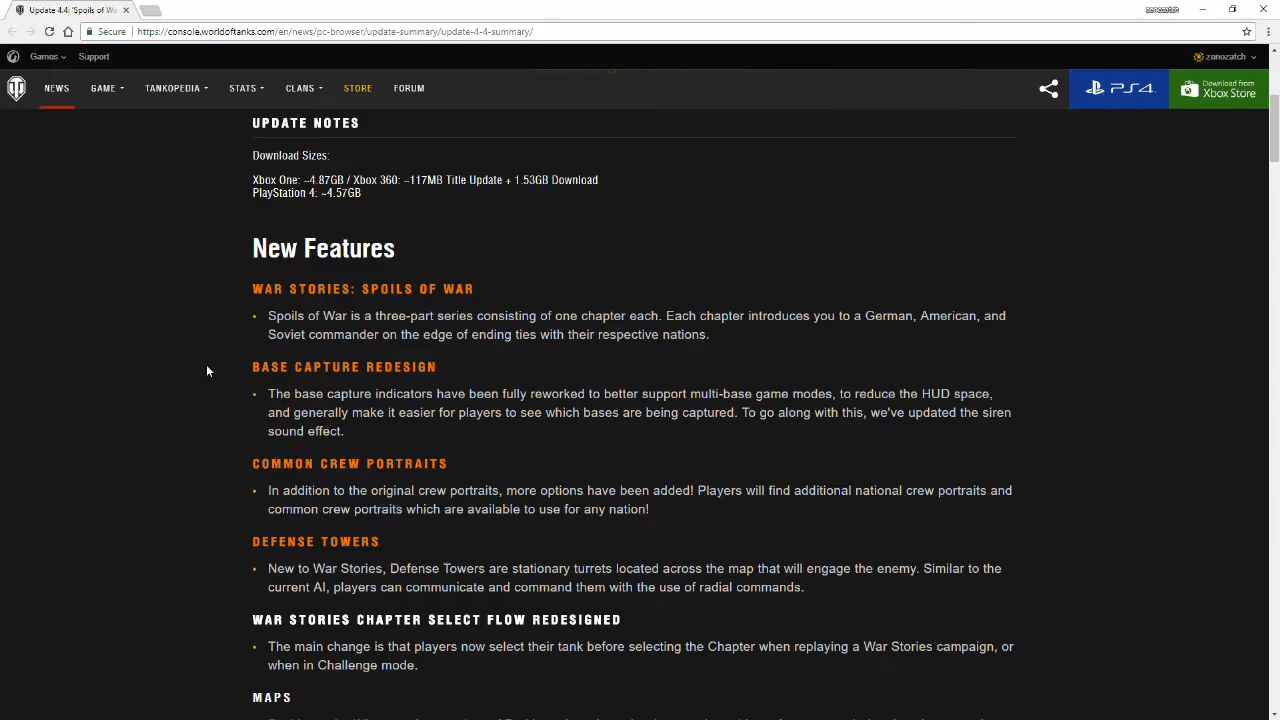 Update 4.4: 'Spoils of Wa
zenozatch
Secure
https://console.worldoftanks.com/en/news/pc-browser/update-summary/update-4-4-summary/
Games
Support
zenozatch
NEWS
GAME
TANKOPEDIA
STATS
CLANS
STORE
FORUM
PS4
Download from
Xbox Store
UPDATE NOTES
Download Sizes:
Xbox One: ~4.87GB / Xbox 360: ~117MB Title Update + 1.53GB Download
PlayStation 4: ~4.57GB
New Features
WAR STORIES: SPOILS OF WAR
• Spoils of War is a three-part series consisting of one chapter each. Each chapter introduces you to a German, American, and
Soviet commander on the edge of ending ties with their respective nations.
BASE CAPTURE REDESIGN
• The base capture indicators have been fully reworked to better support multi-base game modes, to reduce the HUD space,
and generally make it easier for players to see which bases are being captured. To go along with this, we've updated the siren
sound effect.
COMMON CREW PORTRAITS
• In addition to the original crew portraits, more options have been added! Players will find additional national crew portraits and
common crew portraits which are available to use for any nation!
DEFENSE TOWERS
• New to War Stories, Defense Towers are stationary turrets located across the map that will engage the enemy. Similar to the
current AI, players can communicate and command them with the use of radial commands.
WAR STORIES CHAPTER SELECT FLOW REDESIGNED
• The main change is that players now select their tank before selecting the Chapter when replaying a War Stories campaign, or
when in Challenge mode.
MAPS